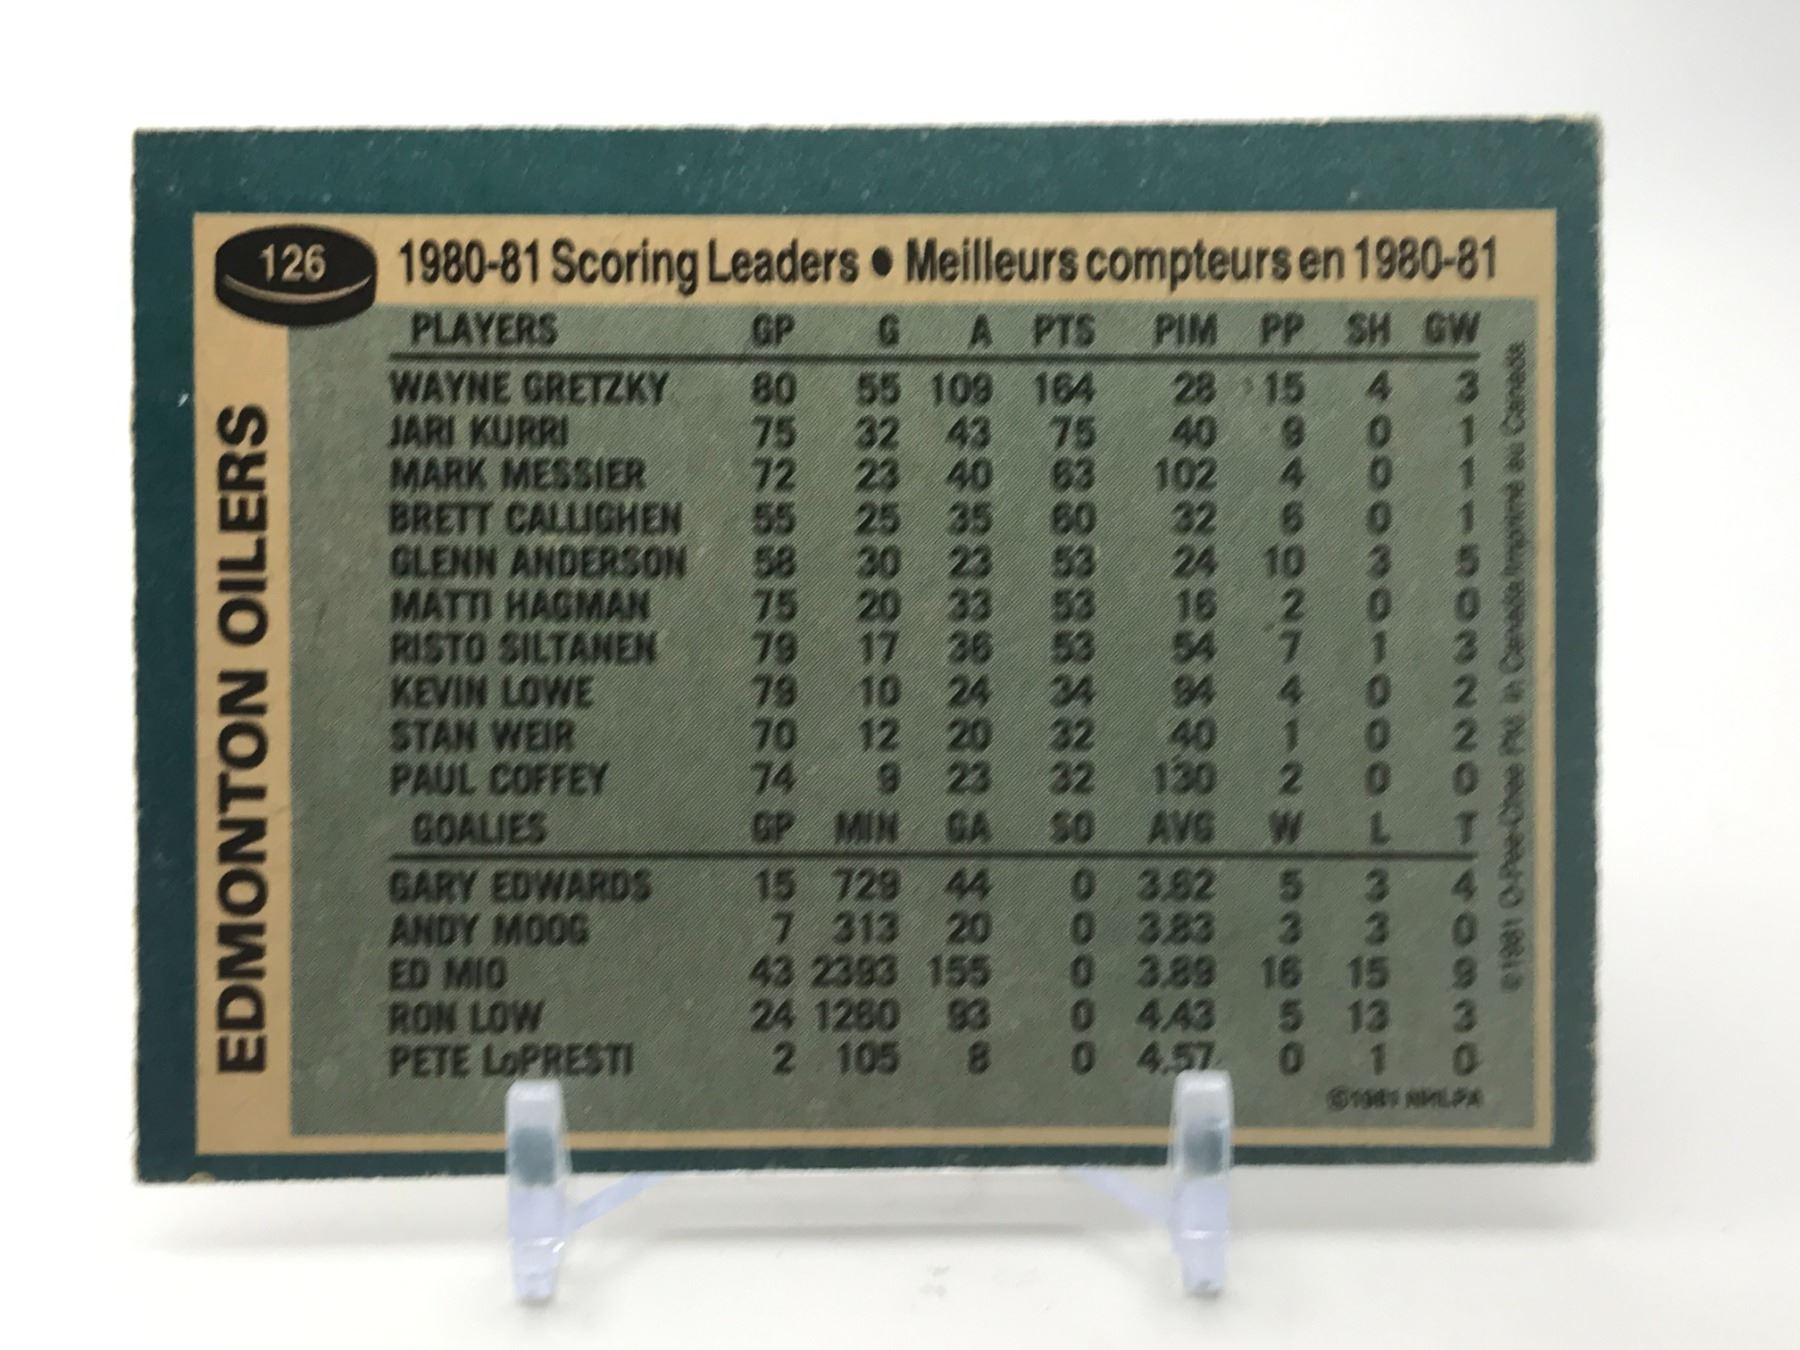 126
1980-81 Scoring Leaders • Meilleurs compteurs en 1980-81
EDMONTON OILERS
PLAYERS GP G A PTS PIM PP SH GW
WAYNE GRETZKY 80 55 109 164 28 15 4 3
JARI KURRI 75 32 43 75 40 9 0 1
MARK MESSIER 72 23 40 63 102 4 0 1
BRETT CALLIGHEN 55 25 35 60 32 6 0 1
GLENN ANDERSON 58 30 23 53 24 10 3 5
MATTI HAGMAN 75 20 33 53 16 2 0 0
RISTO SILTANEN 79 17 36 53 54 7 1 3
KEVIN LOWE 79 10 24 34 94 4 0 2
STAN WEIR 70 12 20 32 40 1 0 2
PAUL COFFEY 74 9 23 32 130 2 0 0
GOALIES GP MIN GA SO AVG W L T
GARY EDWARDS 15 729 44 0 3.62 5 3 4
ANDY MOOG 7 313 20 0 3.83 3 3 0
ED MIO 43 2393 155 0 3.89 16 15 9
RON LOW 24 1260 93 0 4.43 5 13 3
PETE LoPRESTI 2 105 8 0 4.57 0 1 0
©1981 NHLPA
©1981 O-Pee-Chee Ptd. in Canada/Imprimé au Canada